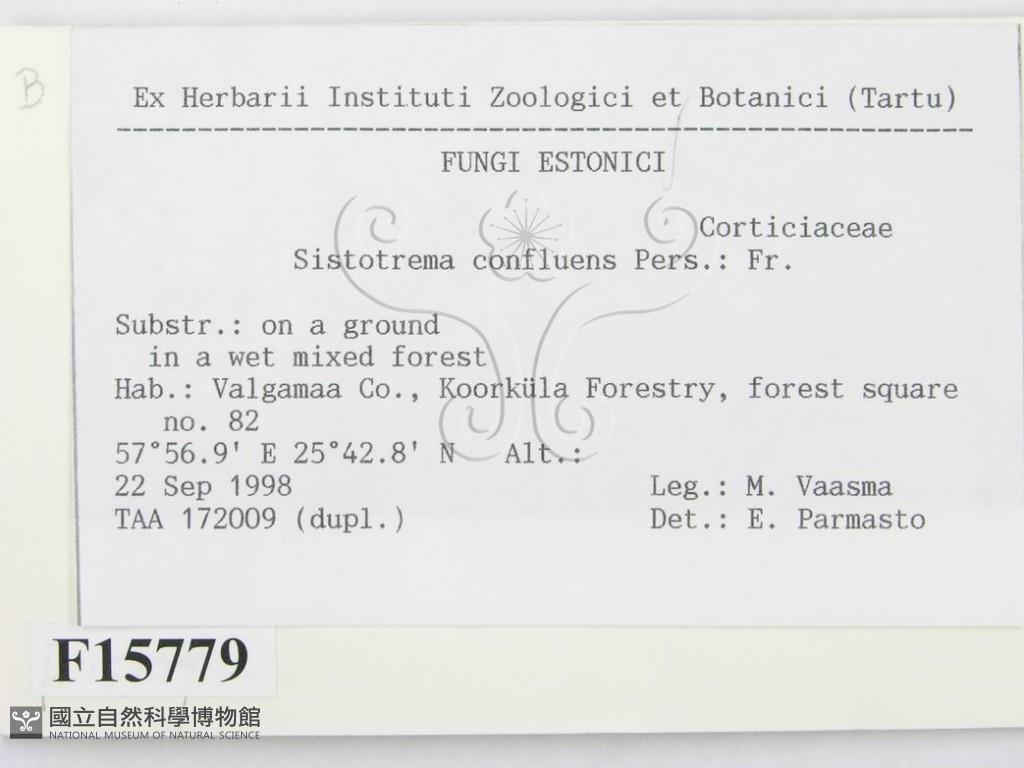 B
Ex Herbarii Instituti Zoologici et Botanici (Tartu)
FUNGI ESTONICI
Corticiaceae
Sistotrema confluens Pers.: Fr.
Substr.: on a ground
in a wet mixed forest
Hab.: Valgamaa Co., Koorküla Forestry, forest square
no. 82
57°56.9' E 25°42.8' N Alt.:
22 Sep 1998 Leg.: M. Vaasma
TAA 172009 (dupl.) Det.: E. Parmasto
F15779
國立自然科學博物館
NATIONAL MUSEUM OF NATURAL SCIENCE